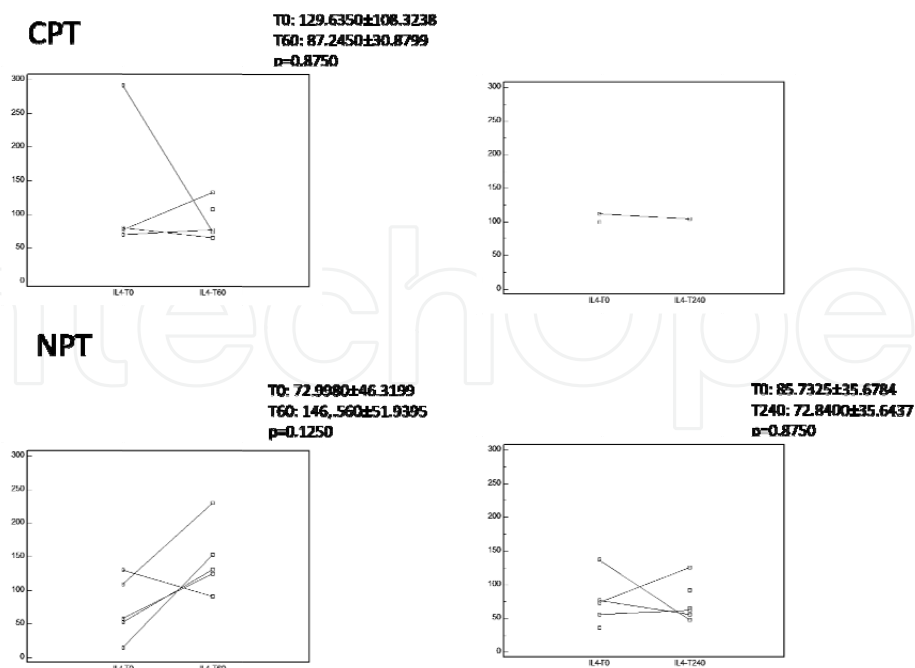 CPT
T0: 129.6350±108.3238
T60: 87.2450±30.8799
p=0.8750
300
250
200
150
100
50
0
IL4-T0 IL4-T60
300
250
200
150
100
50
0
IL4-T0 IL4-T240
NPT
T0: 72.9980±46.3199
T60: 146,.560±51.9395
p=0.1250
300
250
200
150
100
50
0
IL4-T0 IL4-T60
T0: 85.7325±35.6784
T240: 72.8400±35.6437
p=0.8750
300
250
200
150
100
50
0
IL4-T0 IL4-T240